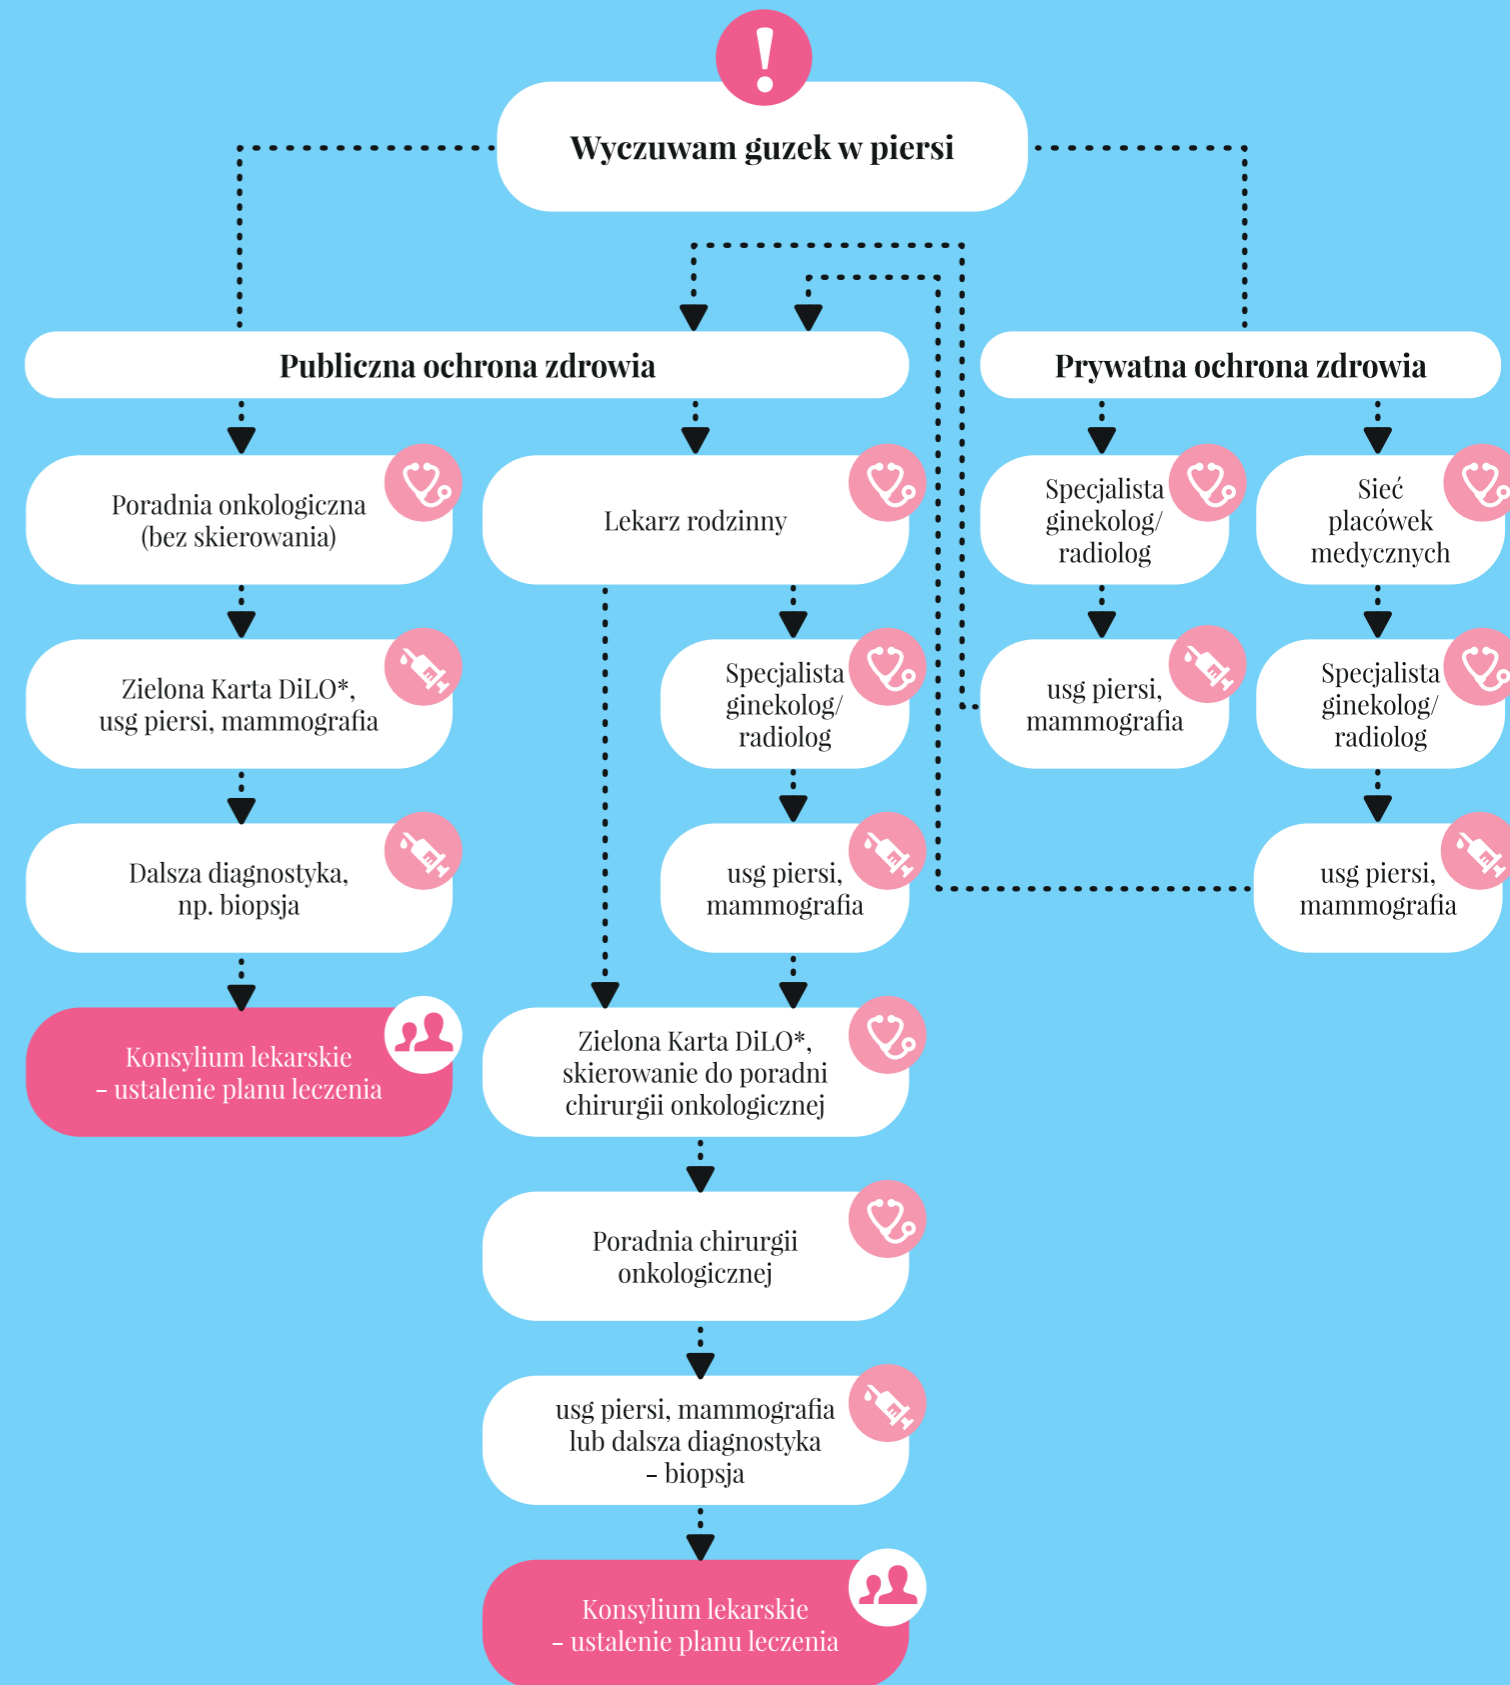 !
Wyczuwam guzek w piersi
Publiczna ochrona zdrowia
Prywatna ochrona zdrowia
Poradnia onkologiczna
(bez skierowania)
Zielona Karta DiLO*,
usg piersi, mammografia
Dalsza diagnostyka,
np. biopsja
Konsylium lekarskie
- ustalenie planu leczenia
Lekarz rodzinny
Specjalista
ginekolog/
radiolog
usg piersi,
mammografia
Zielona Karta DiLO*,
skierowanie do poradni
chirurgii onkologicznej
Poradnia chirurgii
onkologicznej
usg piersi, mammografia
lub dalsza diagnostyka
- biopsja
Konsylium lekarskie
- ustalenie planu leczenia
Specjalista
ginekolog/
radiolog
usg piersi,
mammografia
Sieć
placówek
medycznych
Specjalista
ginekolog/
radiolog
usg piersi,
mammografia